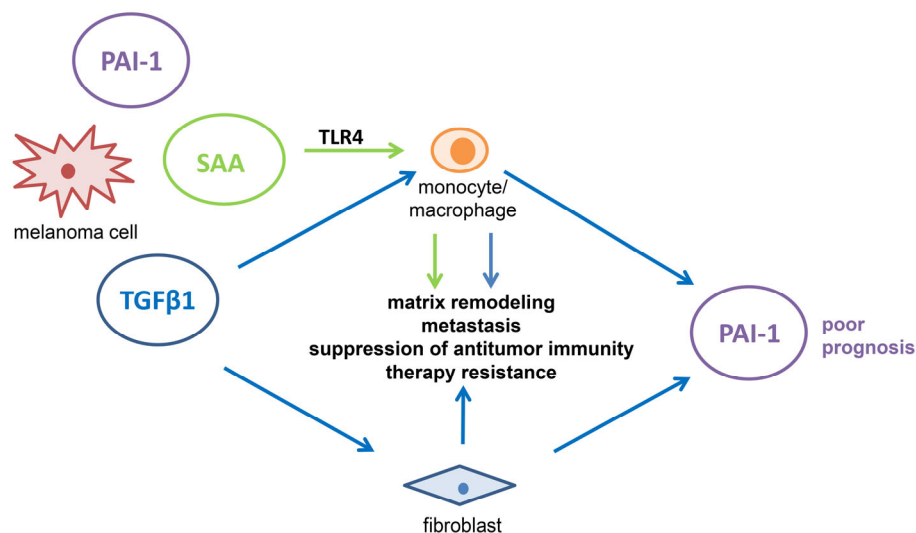 PAI-1
SAA
TLR4
melanoma cell
monocyte/
macrophage
TGFβ1
matrix remodeling
metastasis
suppression of antitumor immunity
therapy resistance
PAI-1
poor
prognosis
fibroblast